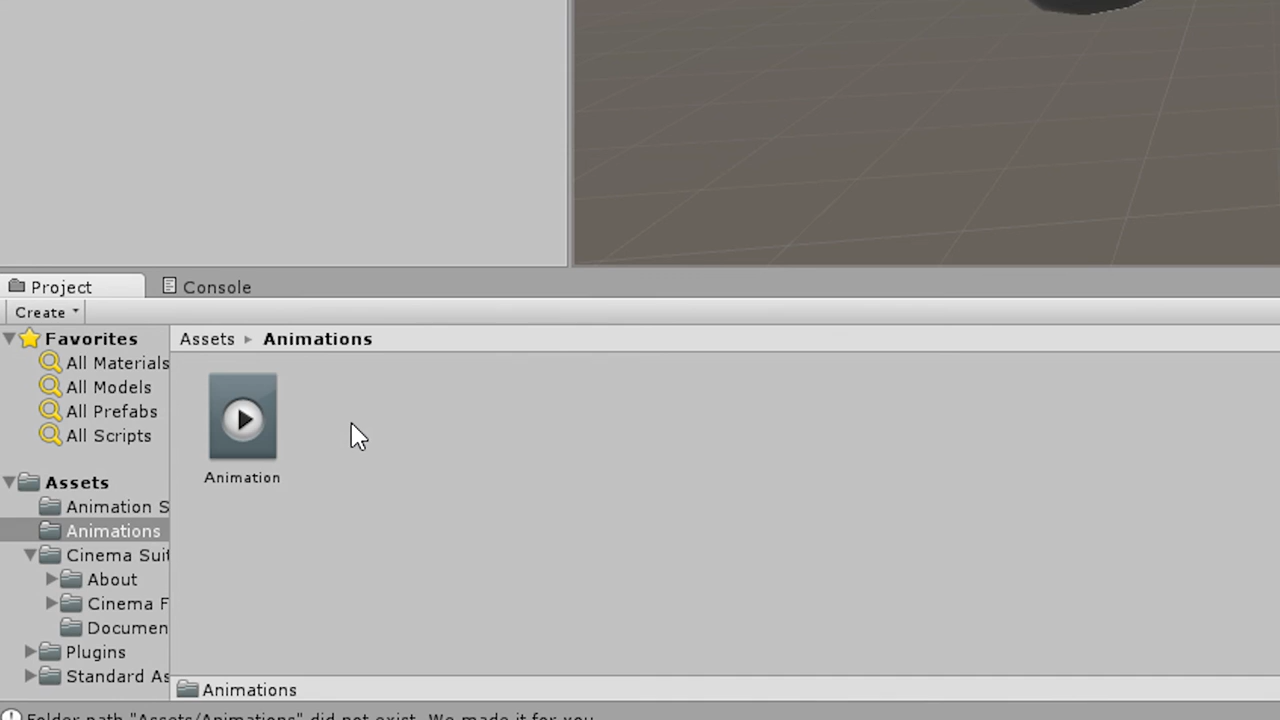 Project
Console
Create
Favorites
Assets
Animations
All Materials
All Models
All Prefabs
All Scripts
Animation
Assets
Animation S
Animations
Cinema Suit
About
Cinema F
Documen
Plugins
Standard As
Animations
Folder path "Assets/Animations" did not exist. We made it for you